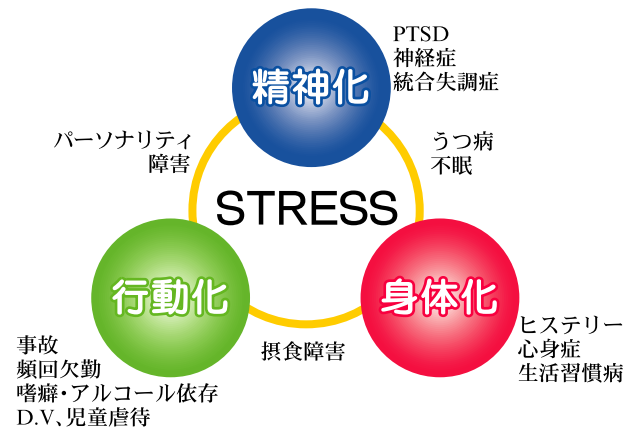 PTSD
神経症
統合失調症
精神化
パーソナリティ
障害
うつ病
不眠
STRESS
行動化
身体化
事故
頻回欠勤
嗜癖・アルコール依存
D.V、児童虐待
摂食障害
ヒステリー
心身症
生活習慣病